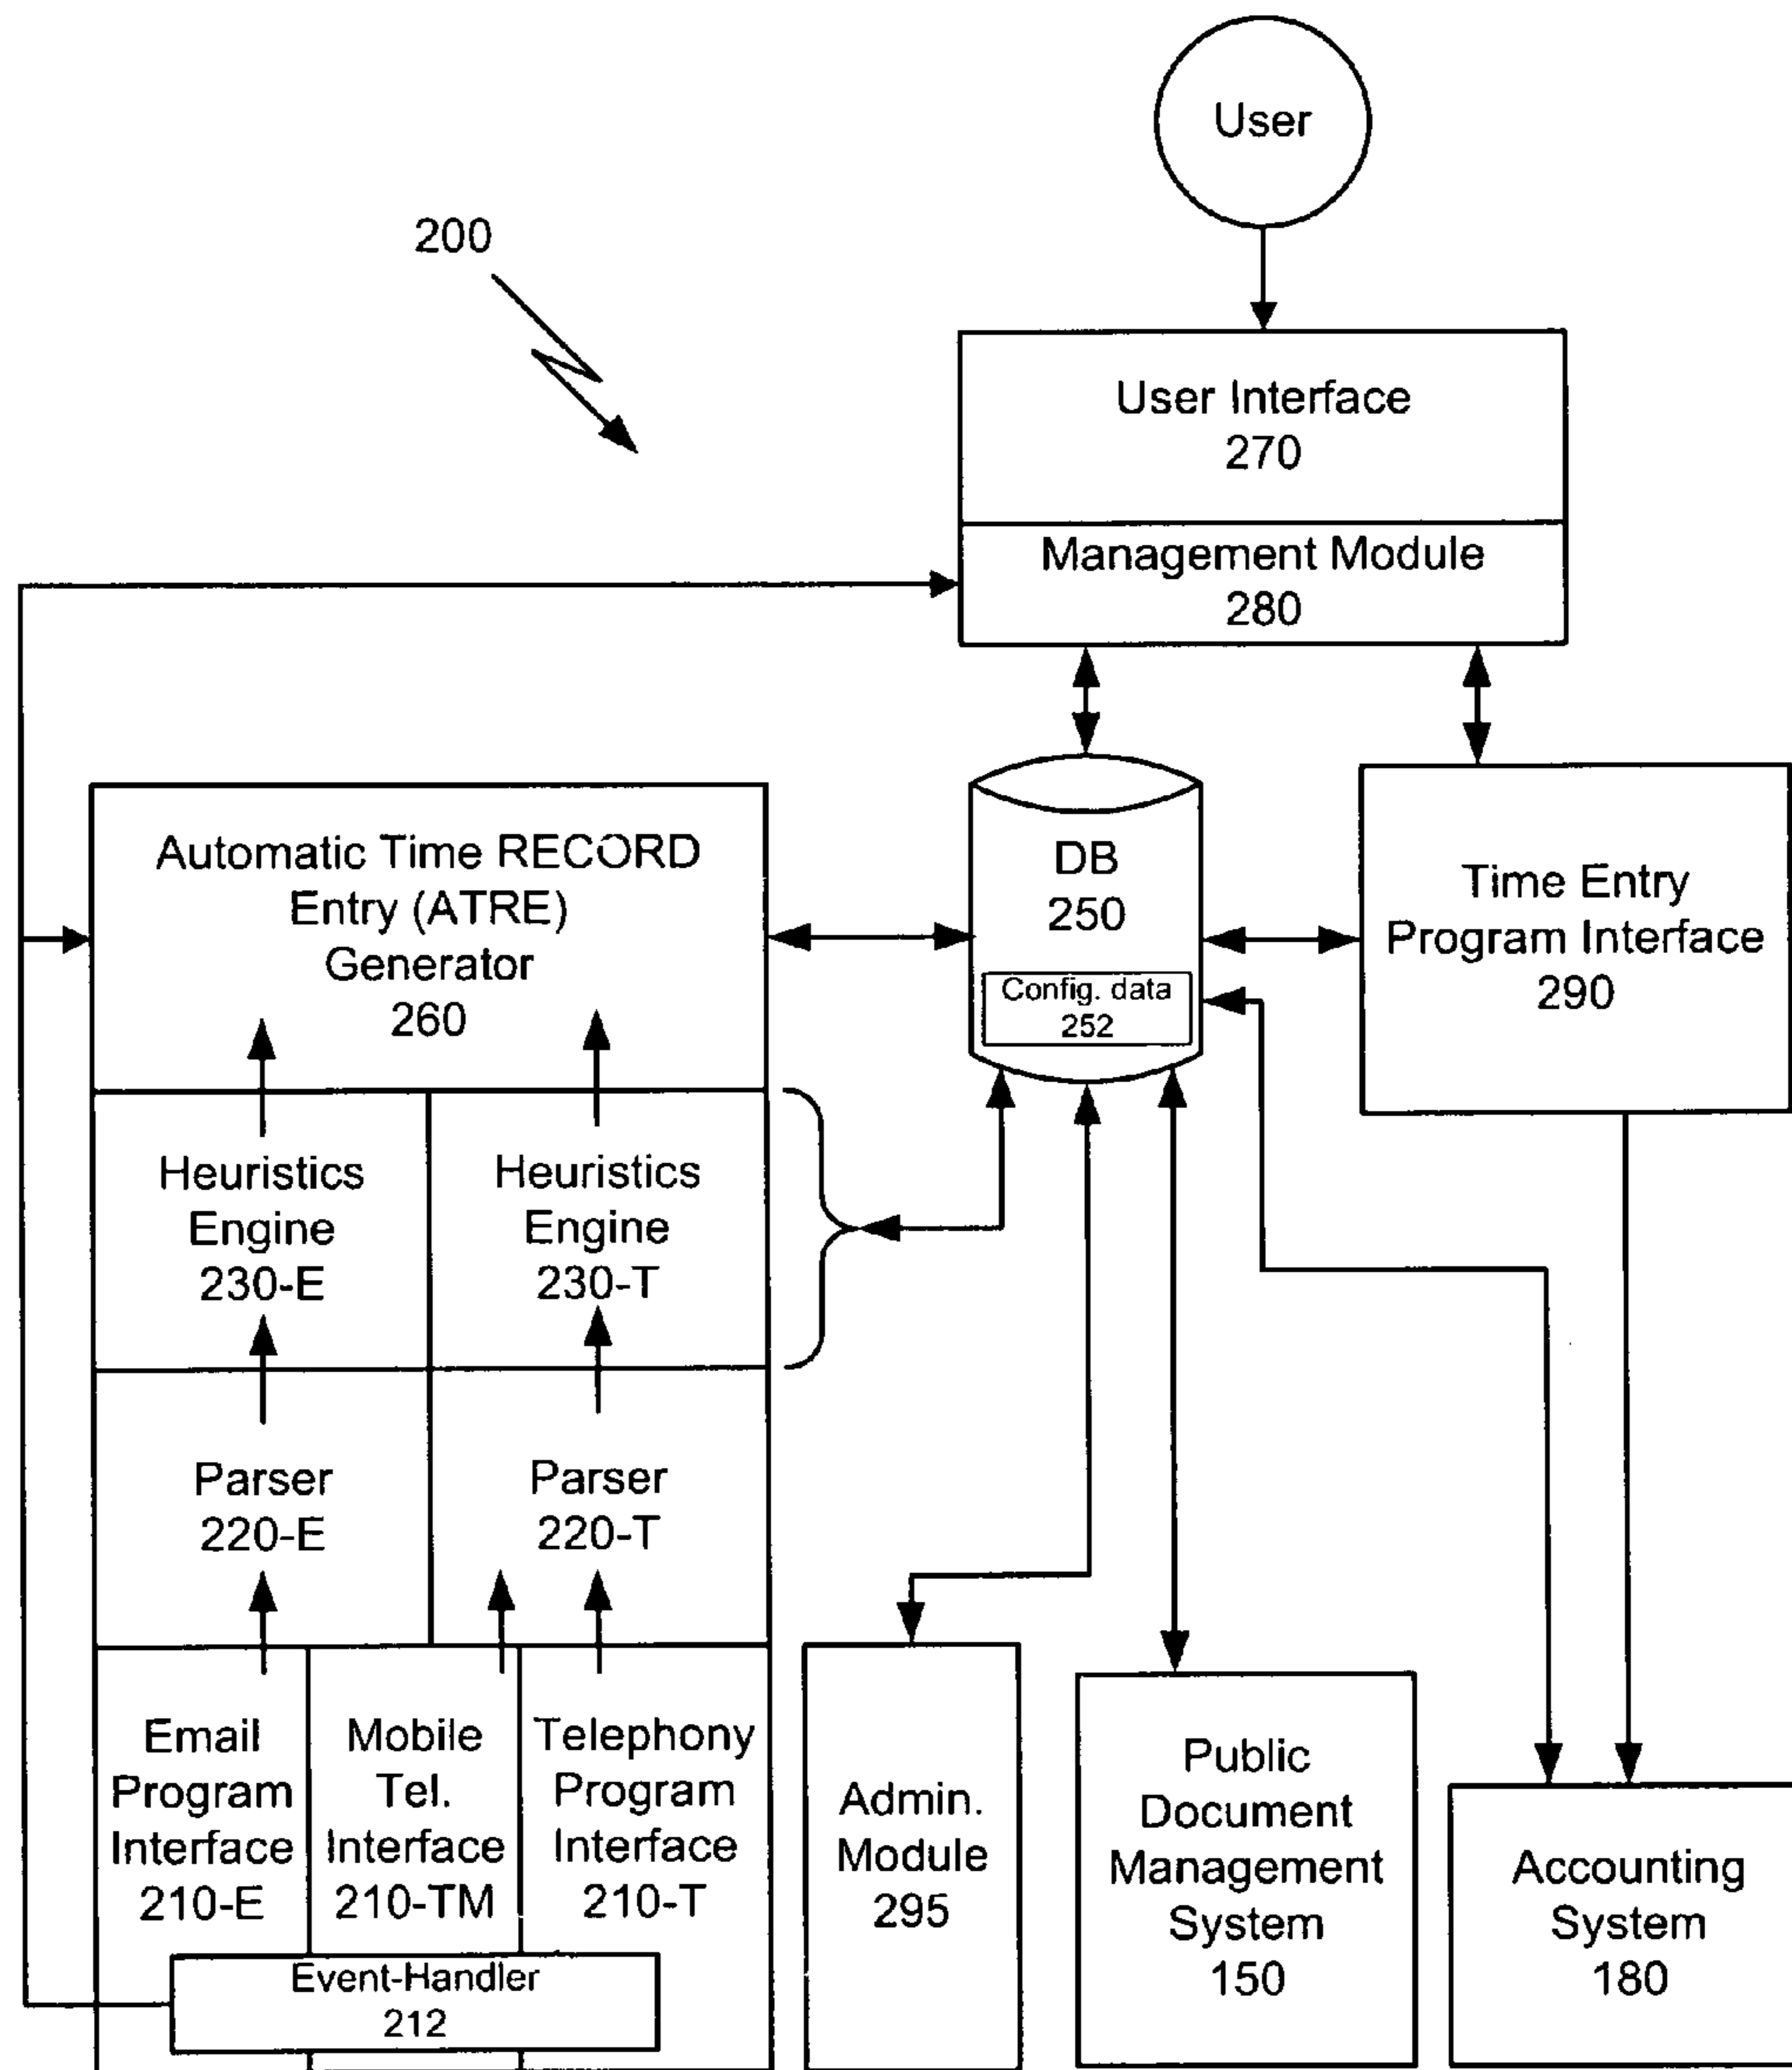 User
200
User Interface
270
Management Module
280
Automatic Time RECORD
Entry (ATRE)
Generator
260
DB
250
Config. data
252
Time Entry
Program Interface
290
Heuristics
Engine
230-E
Heuristics
Engine
230-T
Parser
220-E
Parser
220-T
Email
Program
Interface
210-E
Mobile
Tel.
Interface
210-TM
Telephony
Program
Interface
210-T
Event-Handler
212
Admin.
Module
295
Public
Document
Management
System
150
Accounting
System
180